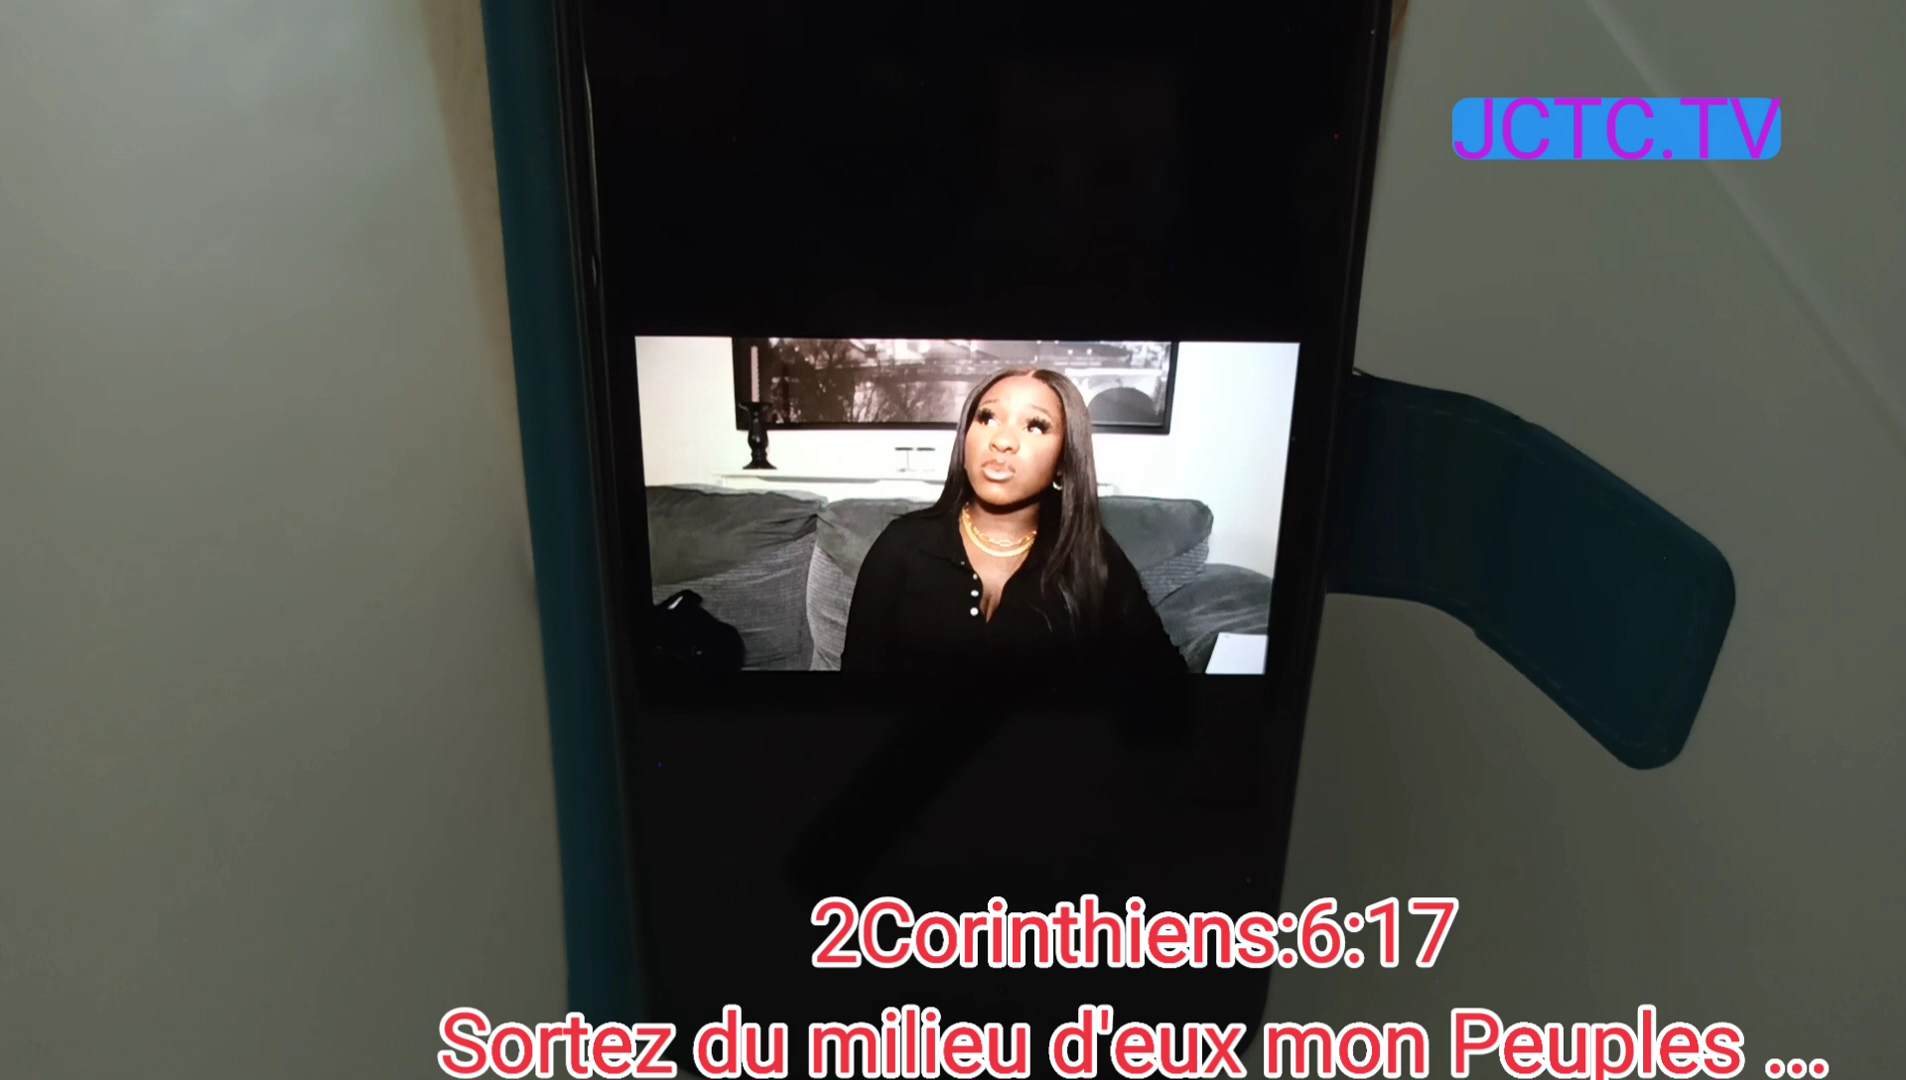 JCTC.TV
2Corinthiens:6:17
Sortez du milieu d'eux mon Peuples ...